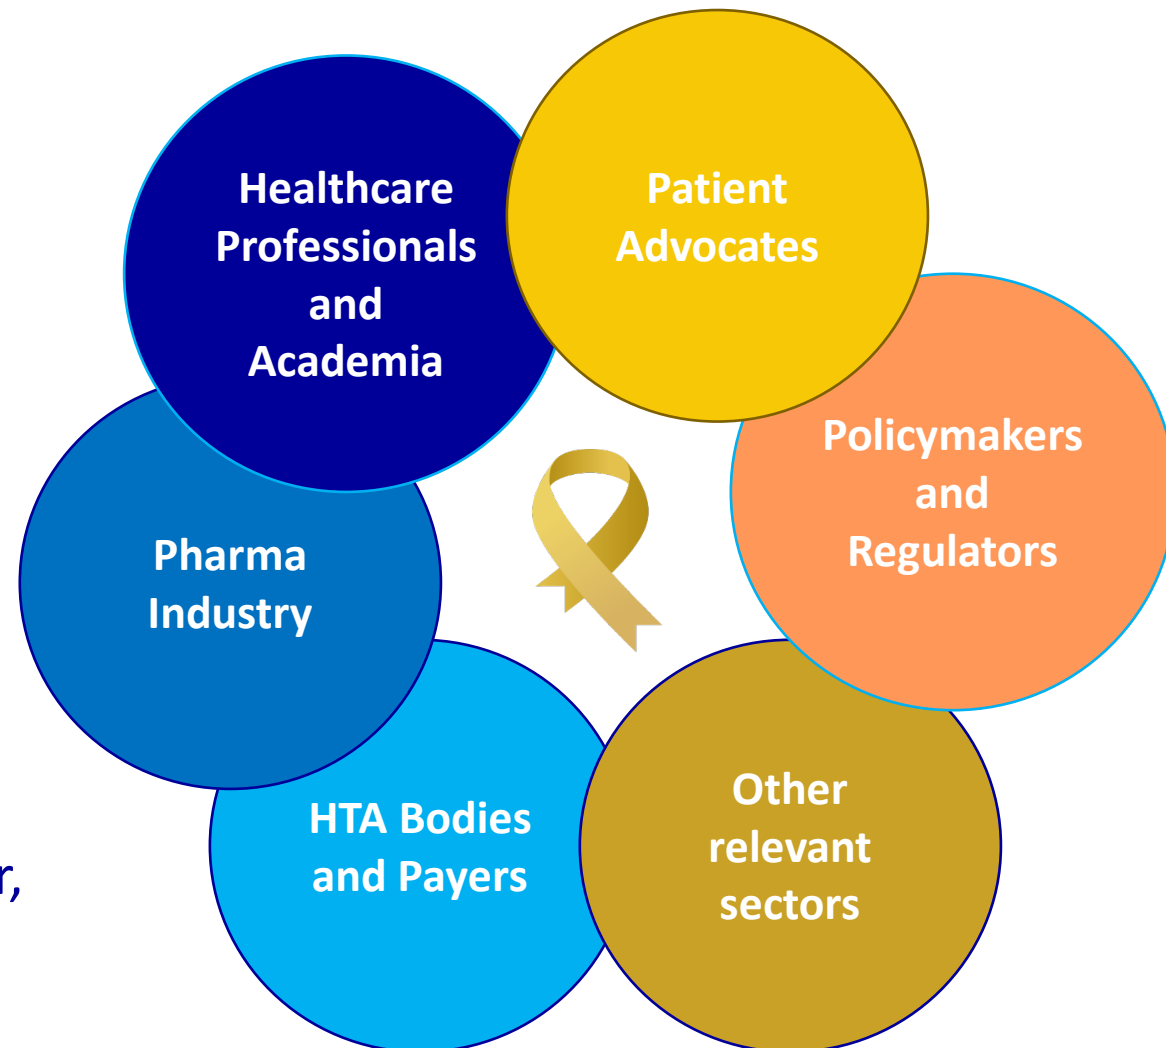 Healthcare
Professionals
and
Academia
Patient
Advocates
Policymakers
and
Regulators
Pharma
Industry
HTA Bodies
and Payers
Other
relevant
sectors
r,